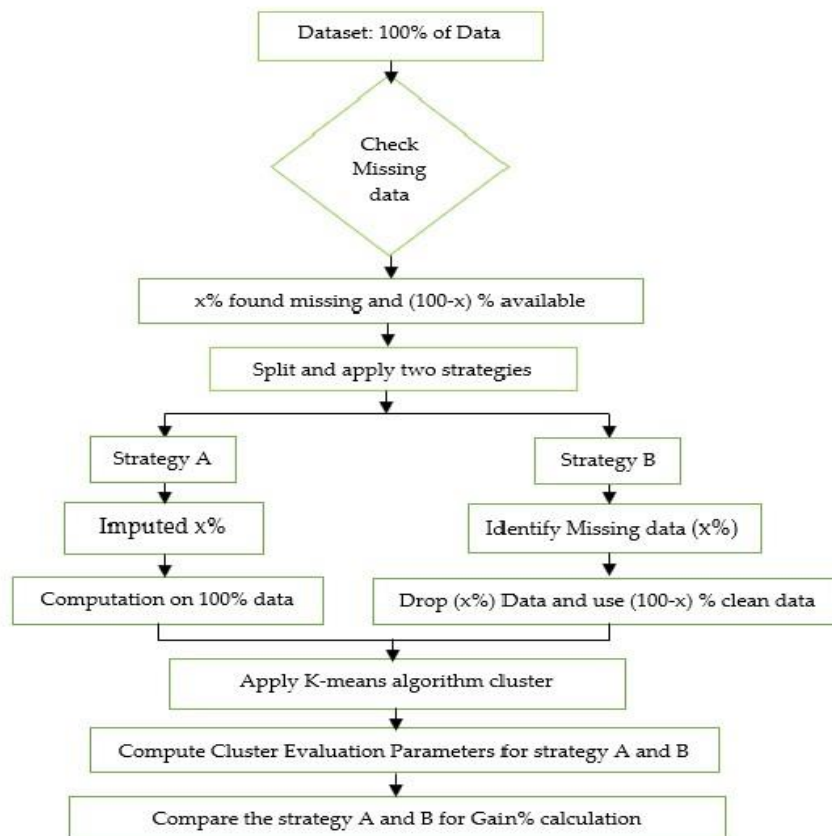 Dataset: 100% of Data
Check
Missing
data
x% found missing and (100-x) % available
Split and apply two strategies
Strategy A
Strategy B
Imputed x%
Identify Missing data (x%)
Computation on 100% data
Drop (x%) Data and use (100-x) % clean data
Apply K-means algorithm cluster
Compute Cluster Evaluation Parameters for strategy A and B
Compare the strategy A and B for Gain% calculation